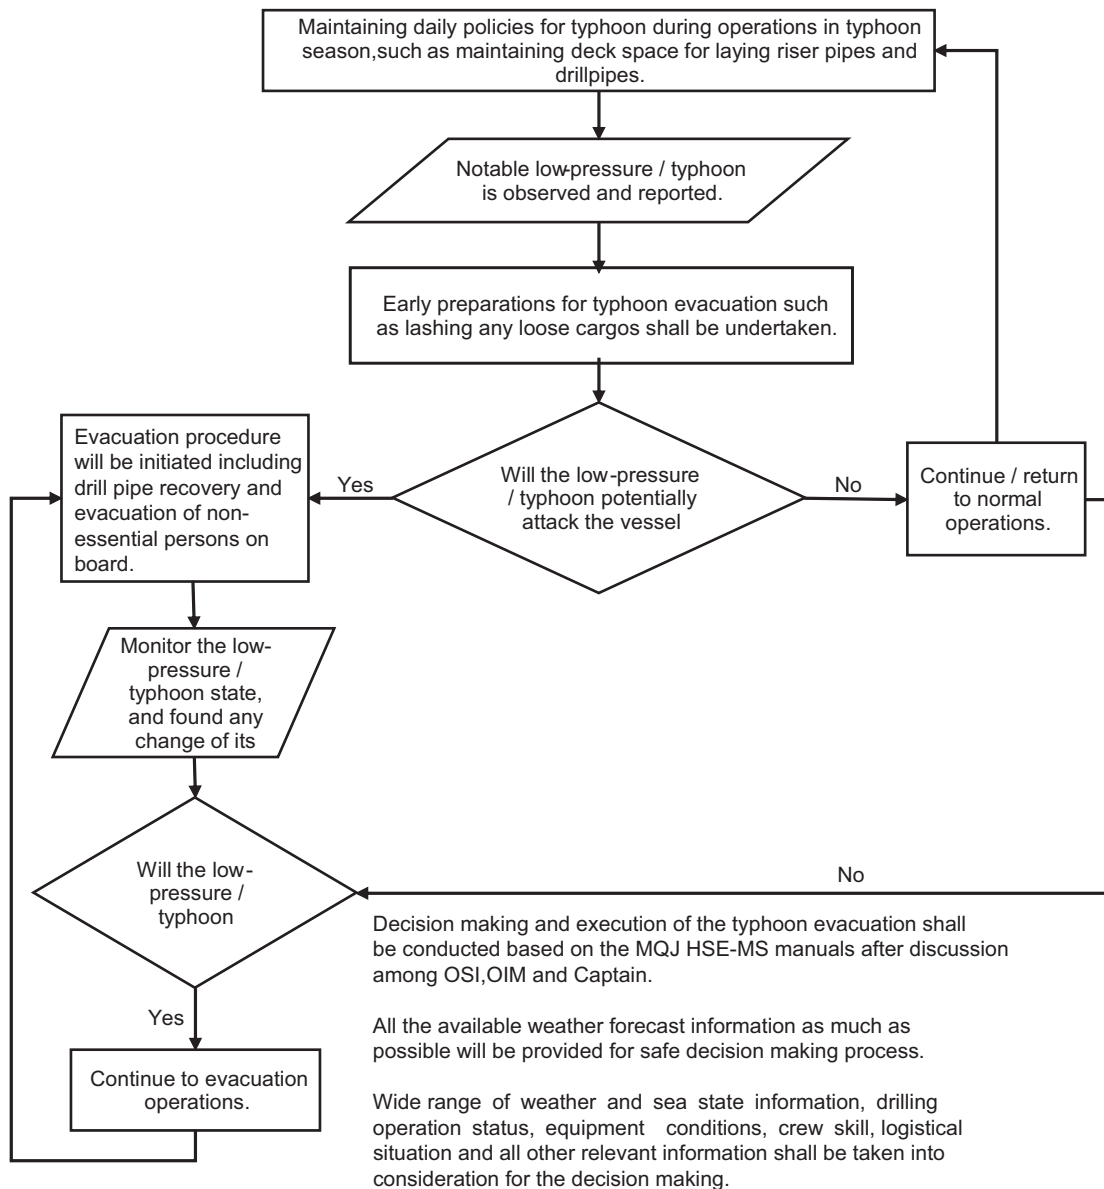 Maintaining daily policies for typhoon during operations in typhoon
season,such as maintaining deck space for laying riser pipes and
drillpipes.
Notable low-pressure / typhoon
is observed and reported.
Early preparations for typhoon evacuation such
as lashing any loose cargos shall be undertaken.
Evacuation procedure
will be initiated including
drill pipe recovery and
evacuation of non-
essential persons on
board.
Yes
Will the low-pressure
/ typhoon potentially
attack the vessel
No
Continue / return
to normal
operations.
Monitor the low-
pressure /
typhoon state,
and found any
change of its
Will the low-
pressure /
typhoon
No
Yes
Continue to evacuation
operations.
Decision making and execution of the typhoon evacuation shall
be conducted based on the MQJ HSE-MS manuals after discussion
among OSI,OIM and Captain.
All the available weather forecast information as much as
possible will be provided for safe decision making process.
Wide range of weather and sea state information, drilling
operation status, equipment conditions, crew skill, logistical
situation and all other relevant information shall be taken into
consideration for the decision making.